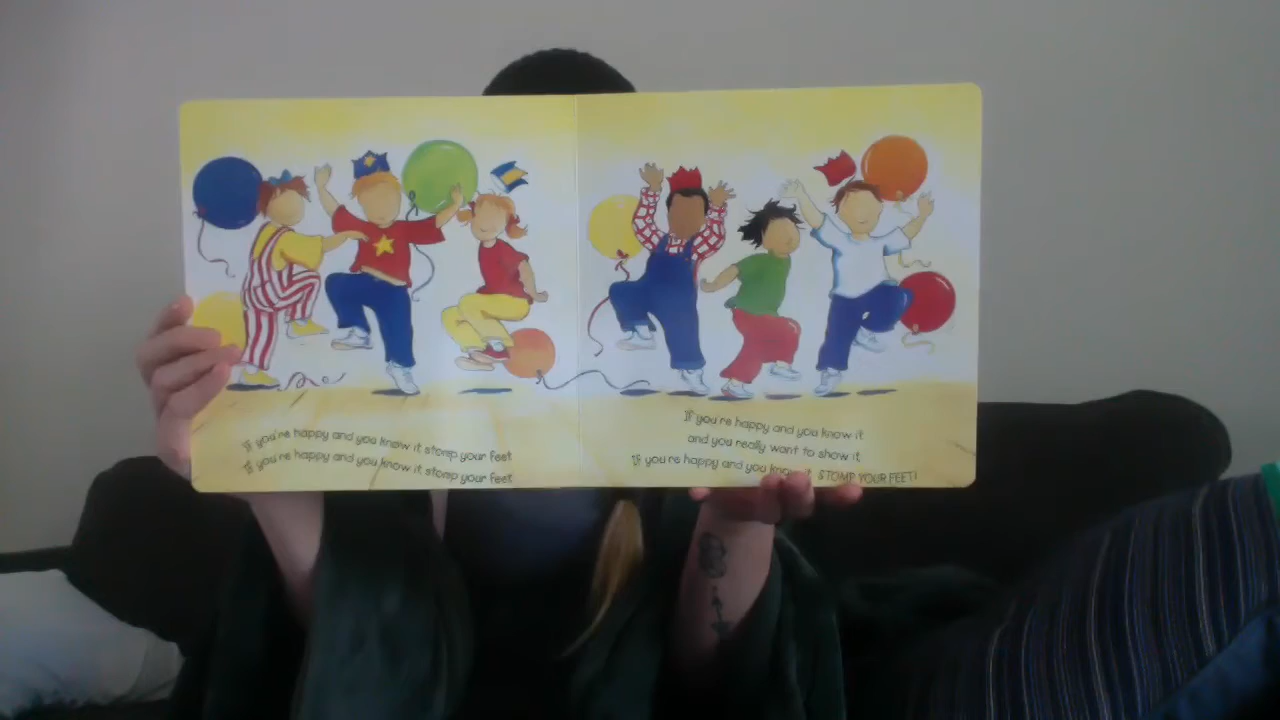 If you're happy and you know it stomp your feet
If you're happy and you know it stomp your feet
If you're happy and you know it
and you really want to show it
If you're happy and you know it STOMP YOUR FEET!